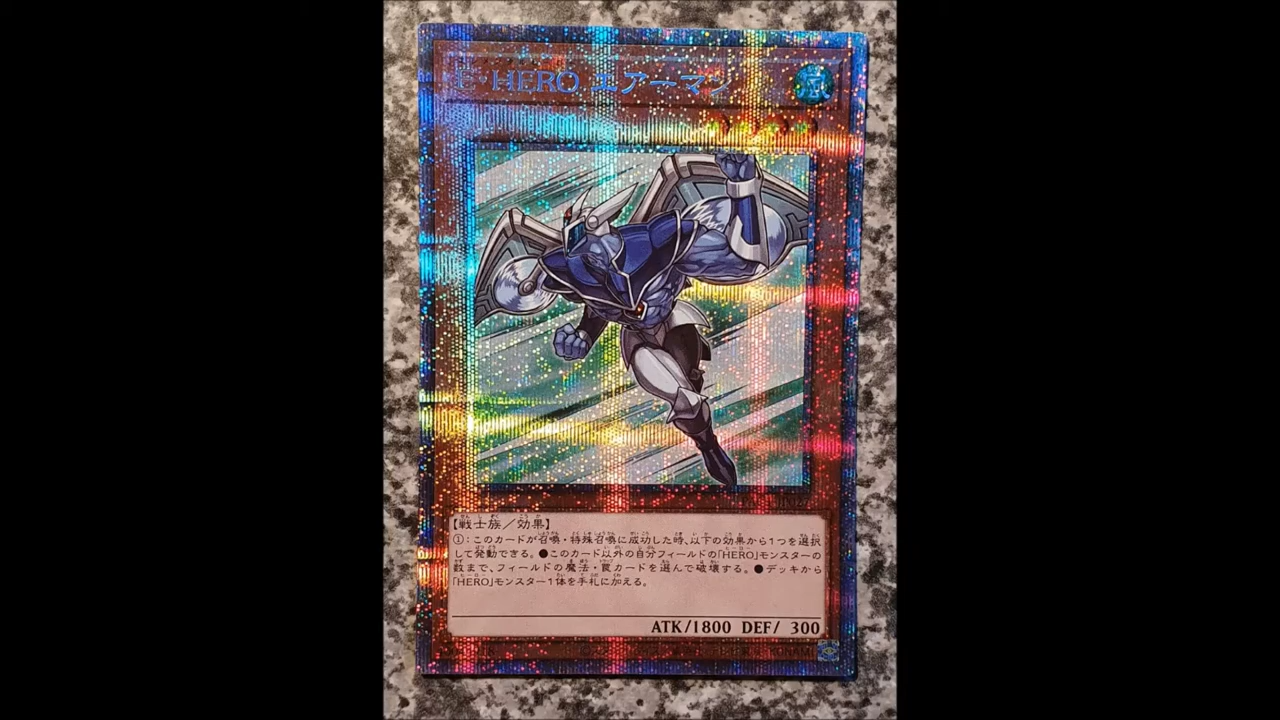 E・HERO エアーマン
風
【戦士族／効果】
①：このカードが召喚・特殊召喚に成功した時、以下の効果から１つを選択
して発動できる。●このカード以外の自分フィールドの「HERO」モンスターの
数まで、フィールドの魔法・罠カードを選んで破壊する。●デッキから
「HERO」モンスター１体を手札に加える。
ATK/1800 DEF/ 300
KONAMI